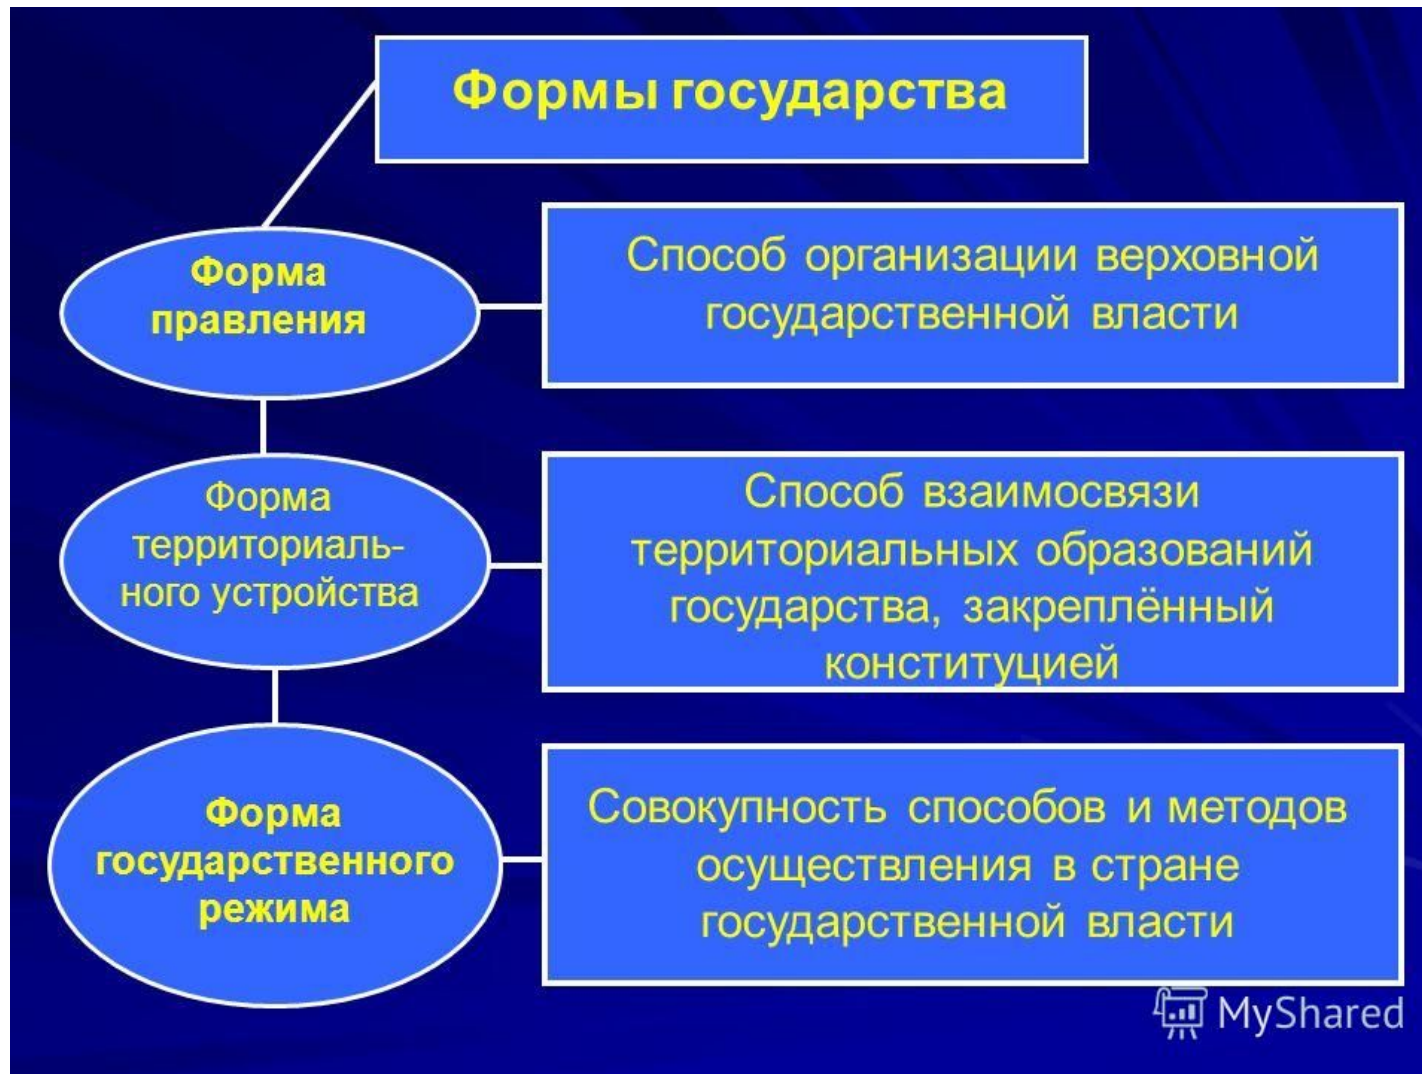 Формы государства
Форма
правления
Способ организации верховной
государственной власти
Форма
территориаль-
ного устройства
Способ взаимосвязи
территориальных образований
государства, закреплённый
конституцией
Форма
государственного
режима
Совокупность способов и методов
осуществления в стране
государственной власти
MyShared